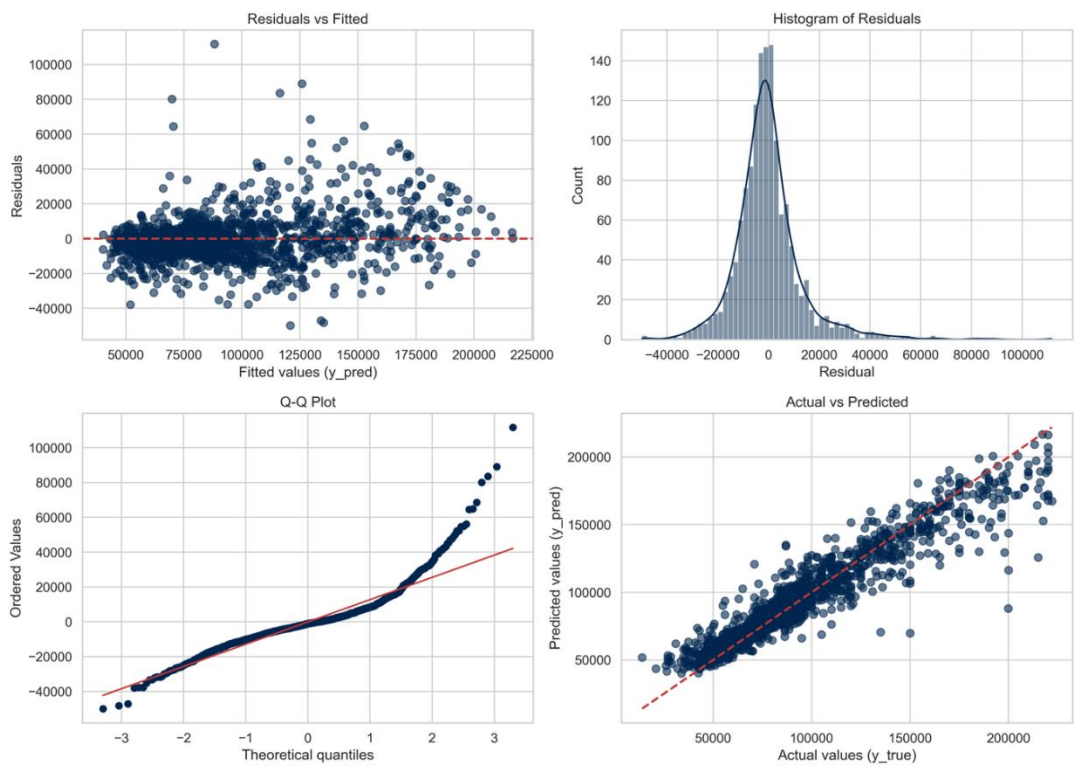 Residuals vs Fitted
Residuals
100000
80000
60000
40000
20000
0
−20000
−40000
50000 75000 100000 125000 150000 175000 200000 225000
Fitted values (y_pred)
Histogram of Residuals
Count
140
120
100
80
60
40
20
0
−40000 −20000 0 20000 40000 60000 80000 100000
Residual
Q-Q Plot
Ordered Values
100000
80000
60000
40000
20000
0
−20000
−40000
−3 −2 −1 0 1 2 3
Theoretical quantiles
Actual vs Predicted
Predicted values (y_pred)
200000
150000
100000
50000
50000 100000 150000 200000
Actual values (y_true)